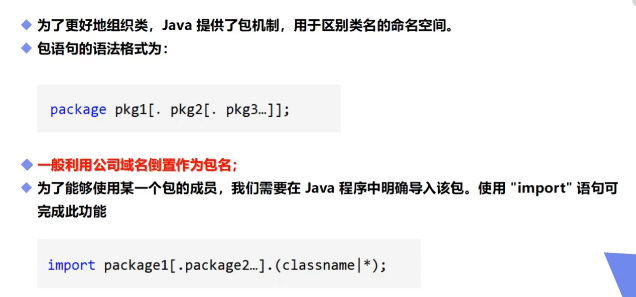 为了更好地组织类，Java 提供了包机制，用于区别类名的命名空间。
包语句的语法格式为：
package pkg1[. pkg2[. pkg3…]];
一般利用公司域名倒置作为包名；
为了能够使用某一个包的成员，我们需要在 Java 程序中明确导入该包。使用 "import" 语句可
完成此功能
import package1[.package2…].(classname|*);